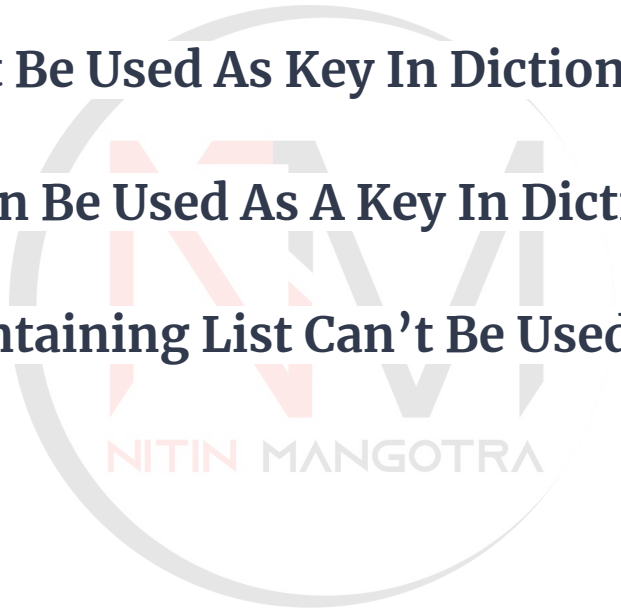 Be Used As Key In Diction
n Be Used As A Key In Dict
ntaining List Can’t Be Used
NITIN MANGOTRA